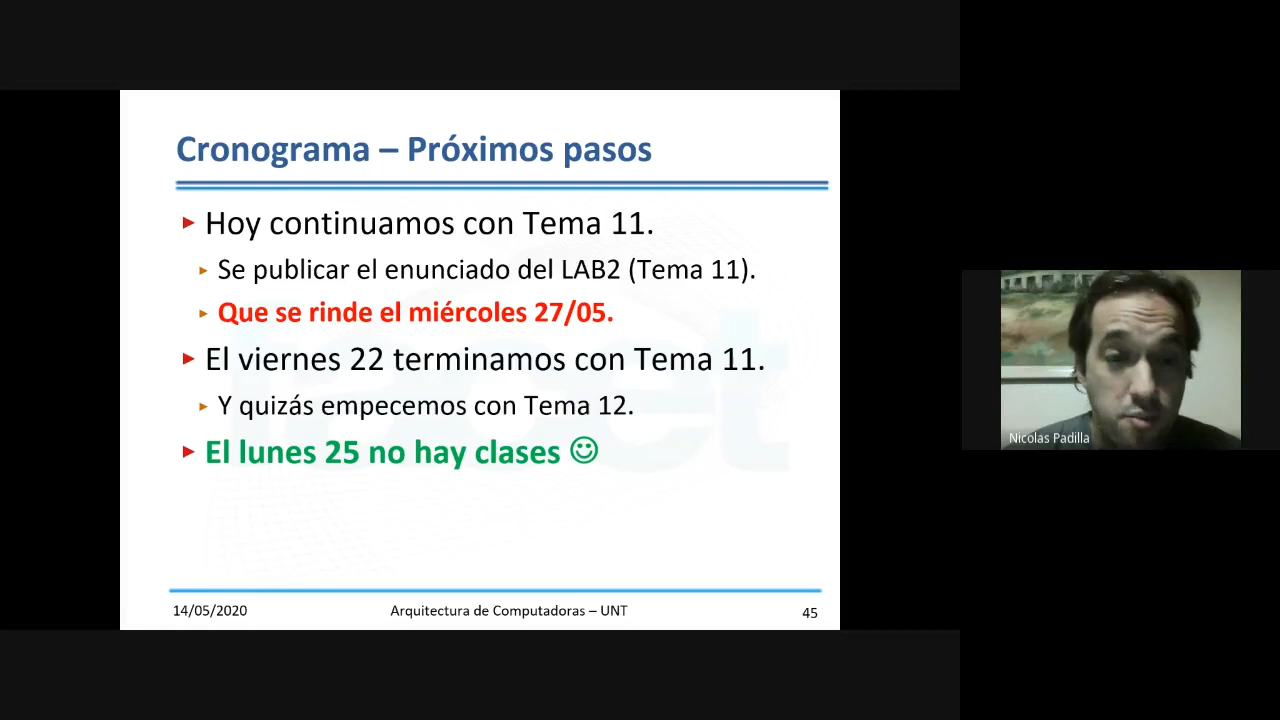 Cronograma – Próximos pasos
Hoy continuamos con Tema 11.
Se publicar el enunciado del LAB2 (Tema 11).
Que se rinde el miércoles 27/05.
El viernes 22 terminamos con Tema 11.
Y quizás empecemos con Tema 12.
El lunes 25 no hay clases ☺
14/05/2020
Arquitectura de Computadoras – UNT
45
Nicolas Padilla